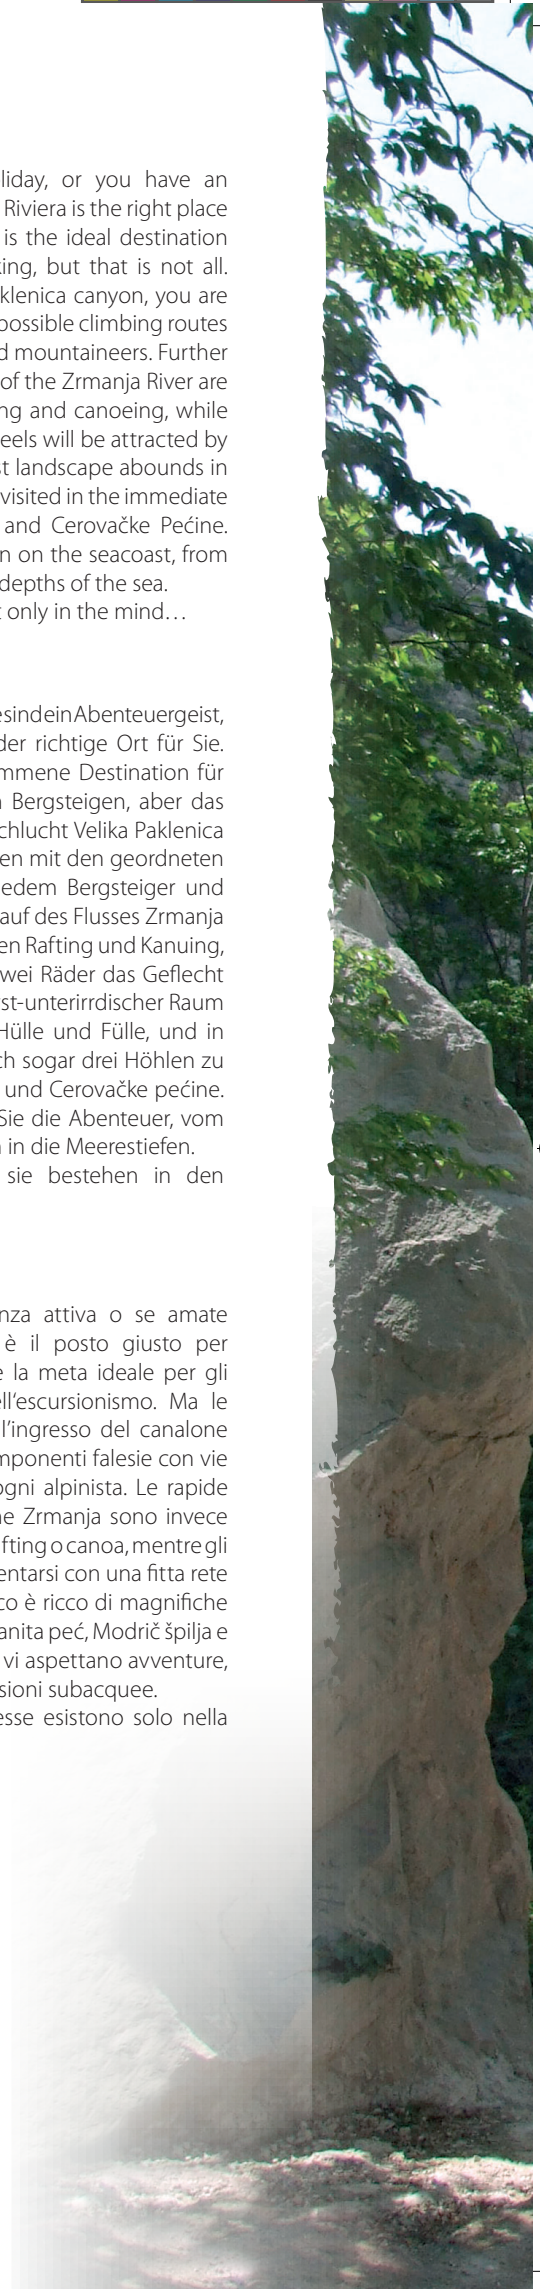 liday, or you have an
Riviera is the right place
is the ideal destination
king, but that is not all.
klenica canyon, you are
possible climbing routes
d mountaineers. Further
of the Zrmanja River are
ng and canoeing, while
eels will be attracted by
st landscape abounds in
visited in the immediate
and Cerovačke Pećine.
n on the seacoast, from
depths of the sea.
t only in the mind…
esindeinAbenteuergeist,
der richtige Ort für Sie.
mmene Destination für
n Bergsteigen, aber das
chlucht Velika Paklenica
en mit den geordneten
edem Bergsteiger und
auf des Flusses Zrmanja
en Rafting und Kanuing,
wei Räder das Geflecht
st-unterirrdischer Raum
Hülle und Fülle, und in
ch sogar drei Höhlen zu
und Cerovačke pećine.
Sie die Abenteuer, vom
n in die Meerestiefen.
sie bestehen in den
nza attiva o se amate
è il posto giusto per
e la meta ideale per gli
ell‘escursionismo. Ma le
l’ingresso del canalone
mponenti falesie con vie
ogni alpinista. Le rapide
ne Zrmanja sono invece
fting o canoa, mentre gli
entarsi con una fitta rete
co è ricco di magnifiche
anita peć, Modrič špilja e
vi aspettano avventure,
sioni subacquee.
esse esistono solo nella